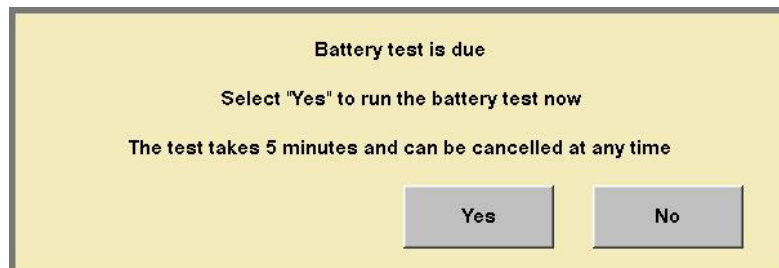 Battery test is due
Select "Yes" to run the battery test now
The test takes 5 minutes and can be cancelled at any time
Yes No